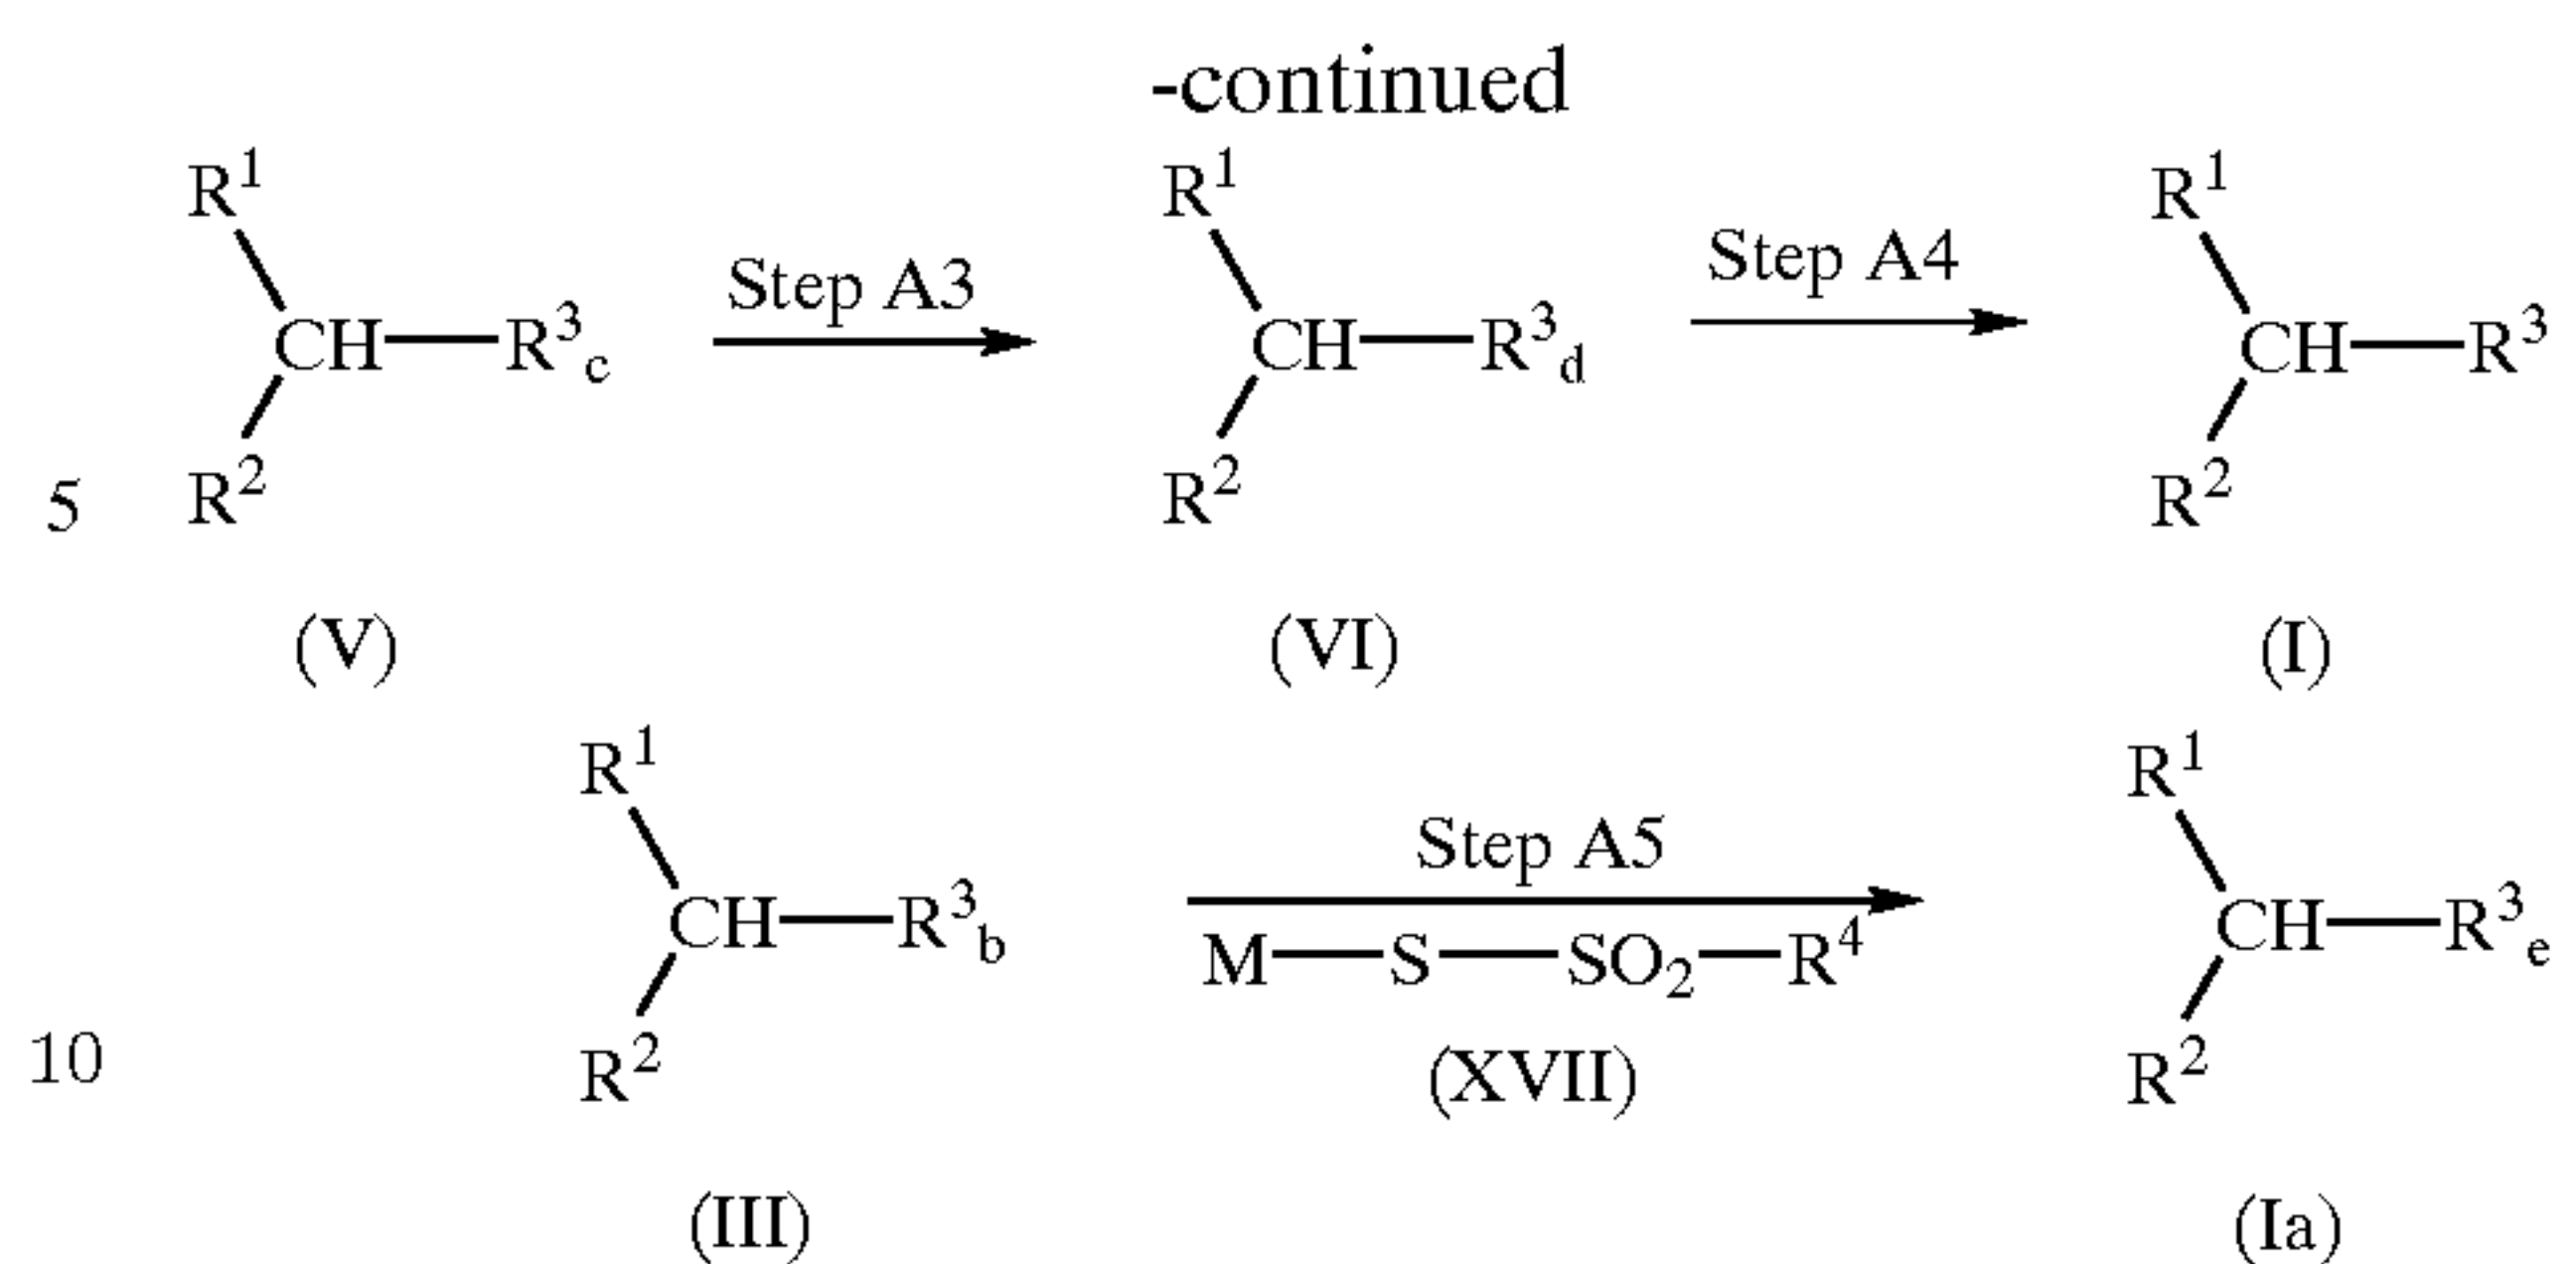 -continued
R¹ R¹ R¹
Step A3 Step A4
CH—R³c CH—R³d CH—R³
5 R² R² R²
(V) (VI) (I)
R¹ R¹
Step A5
CH—R³b CH—R³e
M—S—SO₂—R⁴
10 R² (XVII) R²
(III) (Ia)